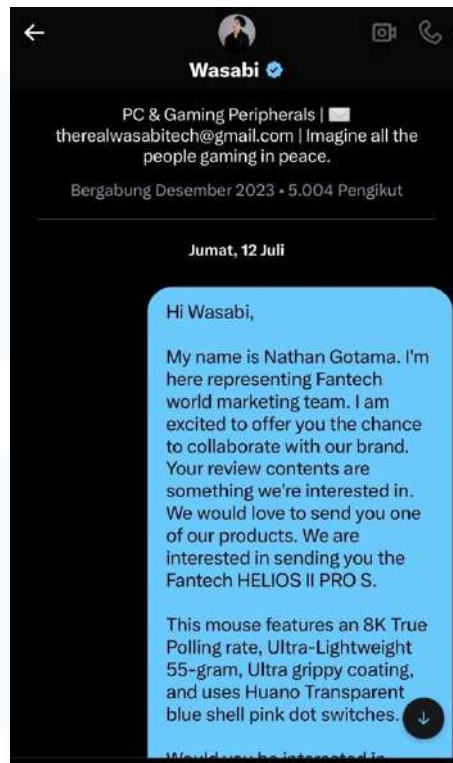 Wasabi
PC & Gaming Peripherals | ✉️
therealwasabitech@gmail.com | Imagine all the
people gaming in peace.
Bergabung Desember 2023 • 5.004 Pengikut
Jumat, 12 Juli
Hi Wasabi,
My name is Nathan Gotama. I'm
here representing Fantech
world marketing team. I am
excited to offer you the chance
to collaborate with our brand.
Your review contents are
something we're interested in.
We would love to send you one
of our products. We are
interested in sending you the
Fantech HELIOS II PRO S.
This mouse features an 8K True
Polling rate, Ultra-Lightweight
55-gram, Ultra grippy coating,
and uses Huano Transparent
blue shell pink dot switches.
Would you be interested in